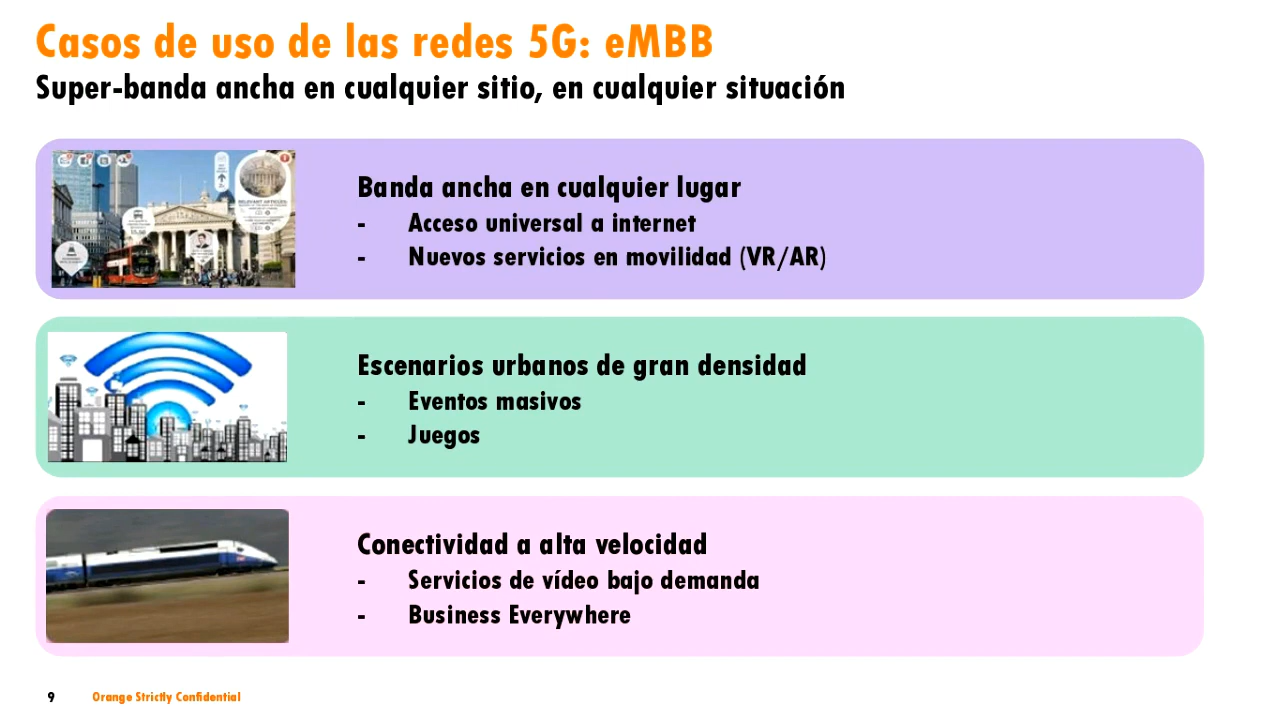 Casos de uso de las redes 5G: eMBB
Super-banda ancha en cualquier sitio, en cualquier situación
Banda ancha en cualquier lugar
- Acceso universal a internet
- Nuevos servicios en movilidad (VR/AR)
RELEVANT ARTICLES:
Escenarios urbanos de gran densidad
- Eventos masivos
- Juegos
Conectividad a alta velocidad
- Servicios de vídeo bajo demanda
- Business Everywhere
9 Orange Strictly Confidential